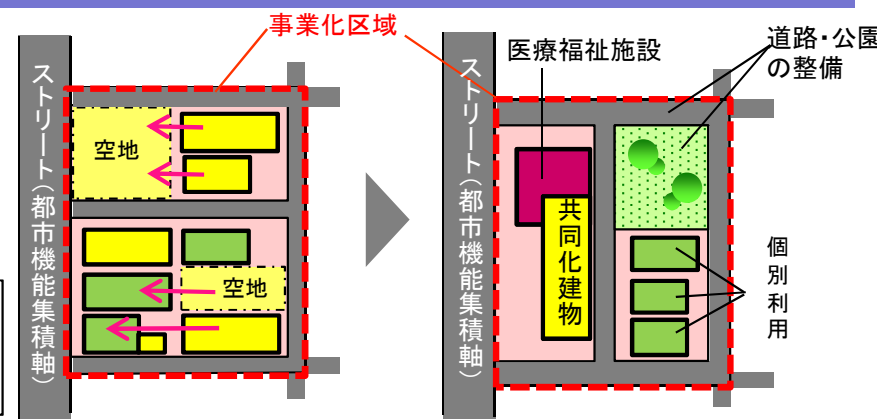 事業化区域
医療福祉施設
道路・公園
の整備
ストリート（都市機能集積軸）
空地
空地
ストリート（都市機能集積軸）
共同化建物
個別利用